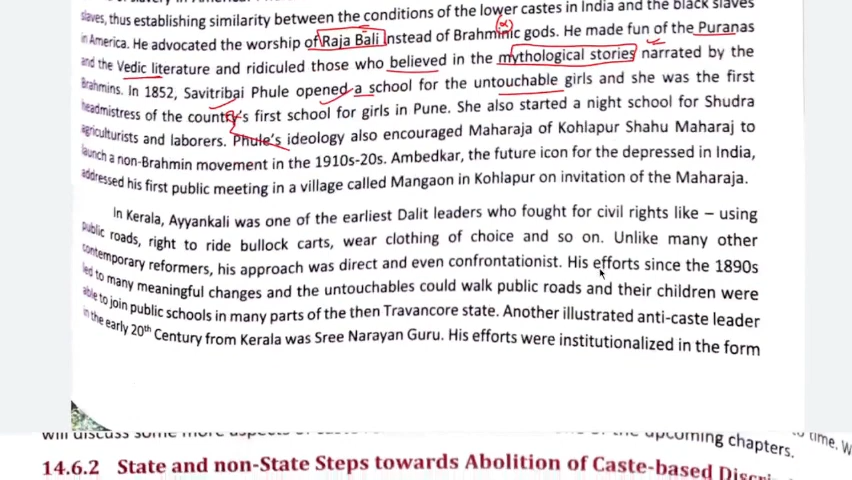 slaves, thus establishing similarity between the conditions of the lower castes in India and the black slaves
in America. He advocated the worship of Raja Bali instead of Brahminic gods. He made fun of the Puranas
and the Vedic literature and ridiculed those who believed in the mythological stories narrated by the
Brahmins. In 1852, Savitribai Phule opened a school for the untouchable girls and she was the first
headmistress of the country's first school for girls in Pune. She also started a night school for Shudra
agriculturists and laborers. Phule's ideology also encouraged Maharaja of Kohlapur Shahu Maharaj to
launch a non-Brahmin movement in the 1910s-20s. Ambedkar, the future icon for the depressed in India,
addressed his first public meeting in a village called Mangaon in Kohlapur on invitation of the Maharaja.
In Kerala, Ayyankali was one of the earliest Dalit leaders who fought for civil rights like – using
public roads, right to ride bullock carts, wear clothing of choice and so on. Unlike many other
contemporary reformers, his approach was direct and even confrontationist. His efforts since the 1890s
led to many meaningful changes and the untouchables could walk public roads and their children were
able to join public schools in many parts of the then Travancore state. Another illustrated anti-caste leader
in the early 20th Century from Kerala was Sree Narayan Guru. His efforts were institutionalized in the form
will discuss some more aspects of the upcoming chapters.
to time. W
14.6.2 State and non-State Steps towards Abolition of Caste-based